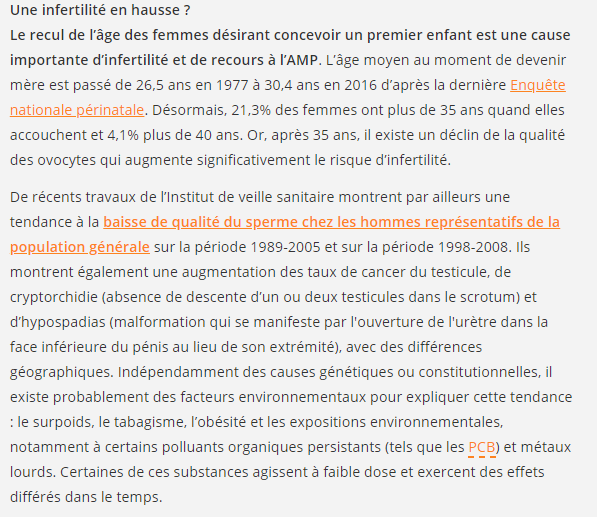 Une infertilité en hausse ?
Le recul de l’âge des femmes désirant concevoir un premier enfant est une cause
importante d’infertilité et de recours à l’AMP. L’âge moyen au moment de devenir
mère est passé de 26,5 ans en 1977 à 30,4 ans en 2016 d’après la dernière Enquête
nationale périnatale. Désormais, 21,3% des femmes ont plus de 35 ans quand elles
accouchent et 4,1% plus de 40 ans. Or, après 35 ans, il existe un déclin de la qualité
des ovocytes qui augmente significativement le risque d’infertilité.
De récents travaux de l’Institut de veille sanitaire montrent par ailleurs une
tendance à la baisse de qualité du sperme chez les hommes représentatifs de la
population générale sur la période 1989-2005 et sur la période 1998-2008. Ils
montrent également une augmentation des taux de cancer du testicule, de
cryptorchidie (absence de descente d’un ou deux testicules dans le scrotum) et
d’hypospadias (malformation qui se manifeste par l'ouverture de l'urètre dans la
face inférieure du pénis au lieu de son extrémité), avec des différences
géographiques. Indépendamment des causes génétiques ou constitutionnelles, il
existe probablement des facteurs environnementaux pour expliquer cette tendance
: le surpoids, le tabagisme, l’obésité et les expositions environnementales,
notamment à certains polluants organiques persistants (tels que les PCB) et métaux
lourds. Certaines de ces substances agissent à faible dose et exercent des effets
différés dans le temps.